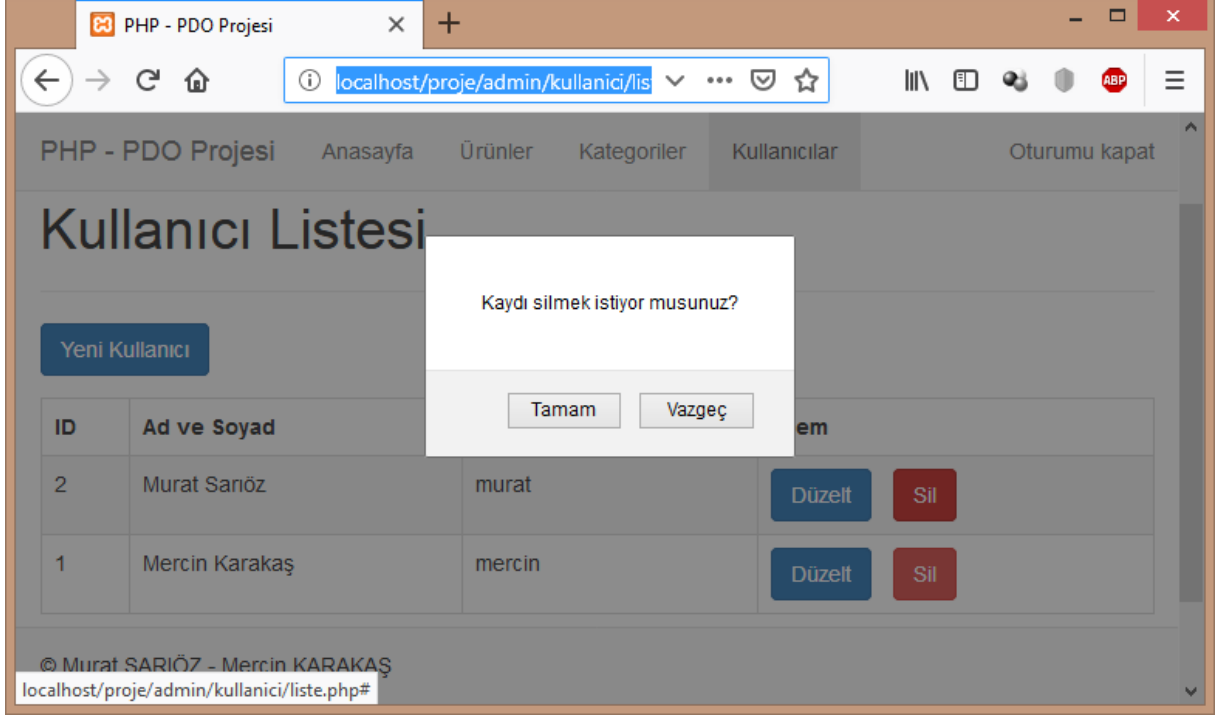 PHP - PDO Projesi
localhost/proje/admin/kullanici/lis
ABP
PHP - PDO Projesi Anasayfa Ürünler Kategoriler Kullanıcılar Oturumu kapat
Kullanıcı Listesi
Kaydı silmek istiyor musunuz?
Yeni Kullanıcı
Tamam Vazgeç
ID Ad ve Soyad em
2 Murat Sarıöz murat Düzelt Sil
1 Mercin Karakaş mercin Düzelt Sil
© Murat SARIÖZ - Mercin KARAKAŞ
localhost/proje/admin/kullanici/liste.php#